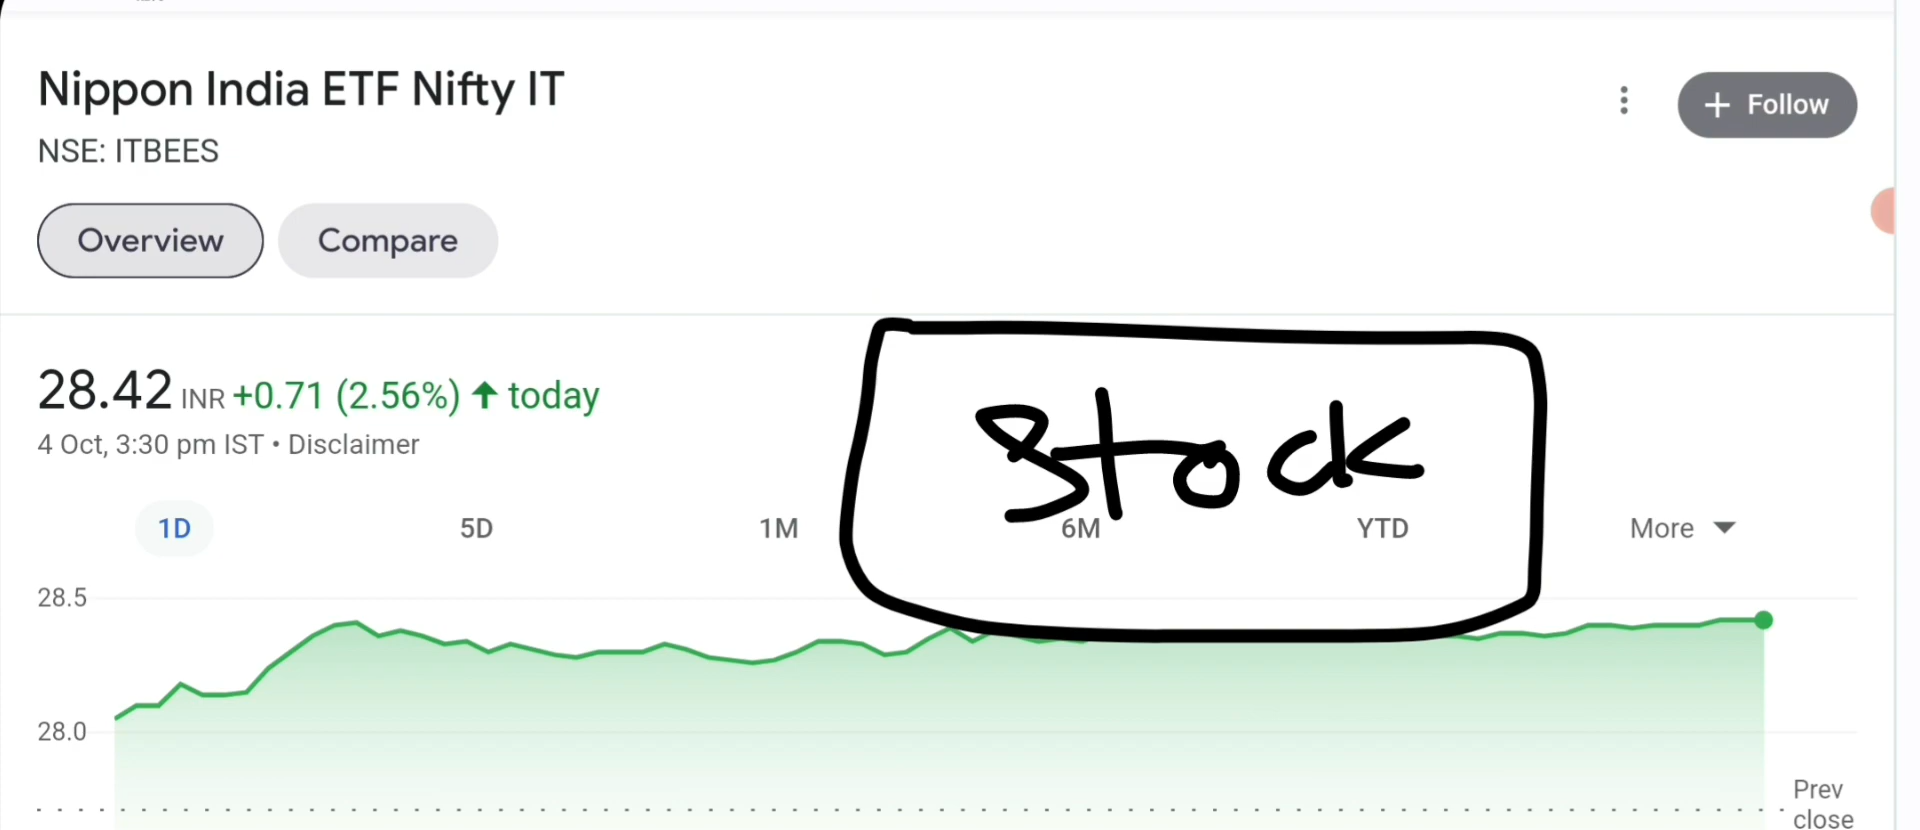 Nippon India ETF Nifty IT
+ Follow
NSE: ITBEES
Overview
Compare
28.42 INR +0.71 (2.56%) ↑ today
4 Oct, 3:30 pm IST • Disclaimer
Stock
1D 5D 1M 6M YTD More
28.5
28.0
Prev
close